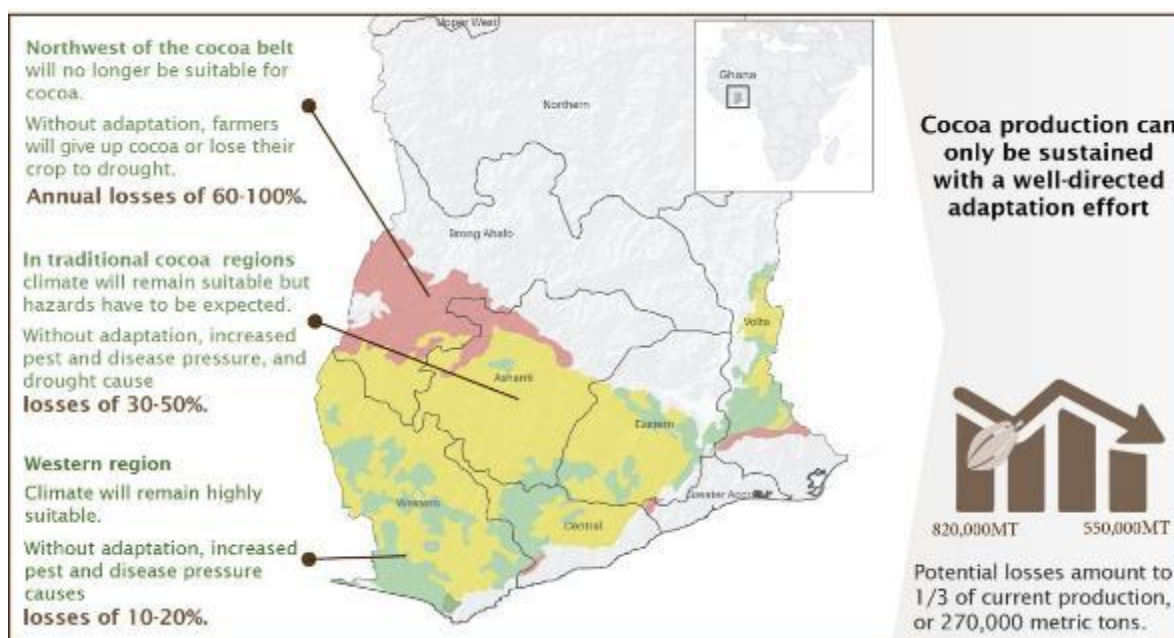 Northwest of the cocoa belt
will no longer be suitable for
cocoa.
Without adaptation, farmers
will give up cocoa or lose their
crop to drought.
Annual losses of 60-100%.
In traditional cocoa regions
climate will remain suitable but
hazards have to be expected.
Without adaptation, increased
pest and disease pressure, and
drought cause
losses of 30-50%.
Western region
Climate will remain highly
suitable.
Without adaptation, increased
pest and disease pressure
causes
losses of 10-20%.
Upper West
Northern
Brong Ahafo
Ashanti
Volta
Eastern
Western
Central
Greater Accra
Ghana
Cocoa production can
only be sustained
with a well-directed
adaptation effort
820,000MT
550,000MT
Potential losses amount to
1/3 of current production,
or 270,000 metric tons.